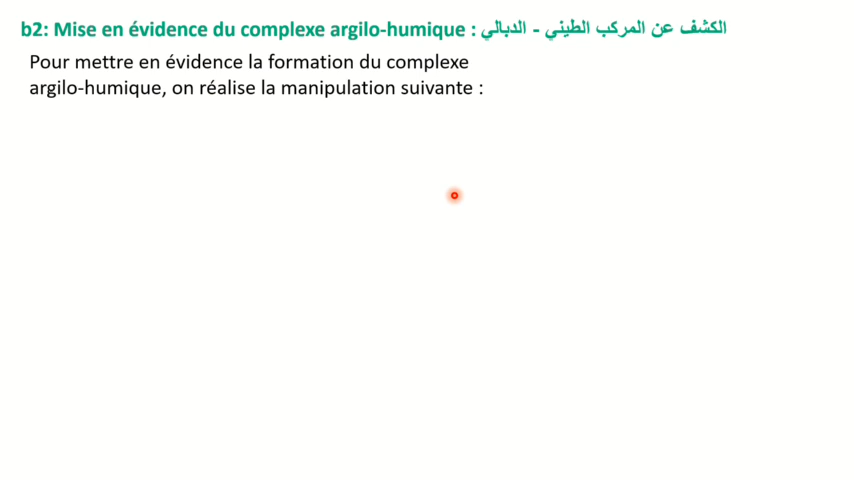 b2: Mise en évidence du complexe argilo-humique : الكشف عن المركب الطيني - الدبالي
Pour mettre en évidence la formation du complexe
argilo-humique, on réalise la manipulation suivante :